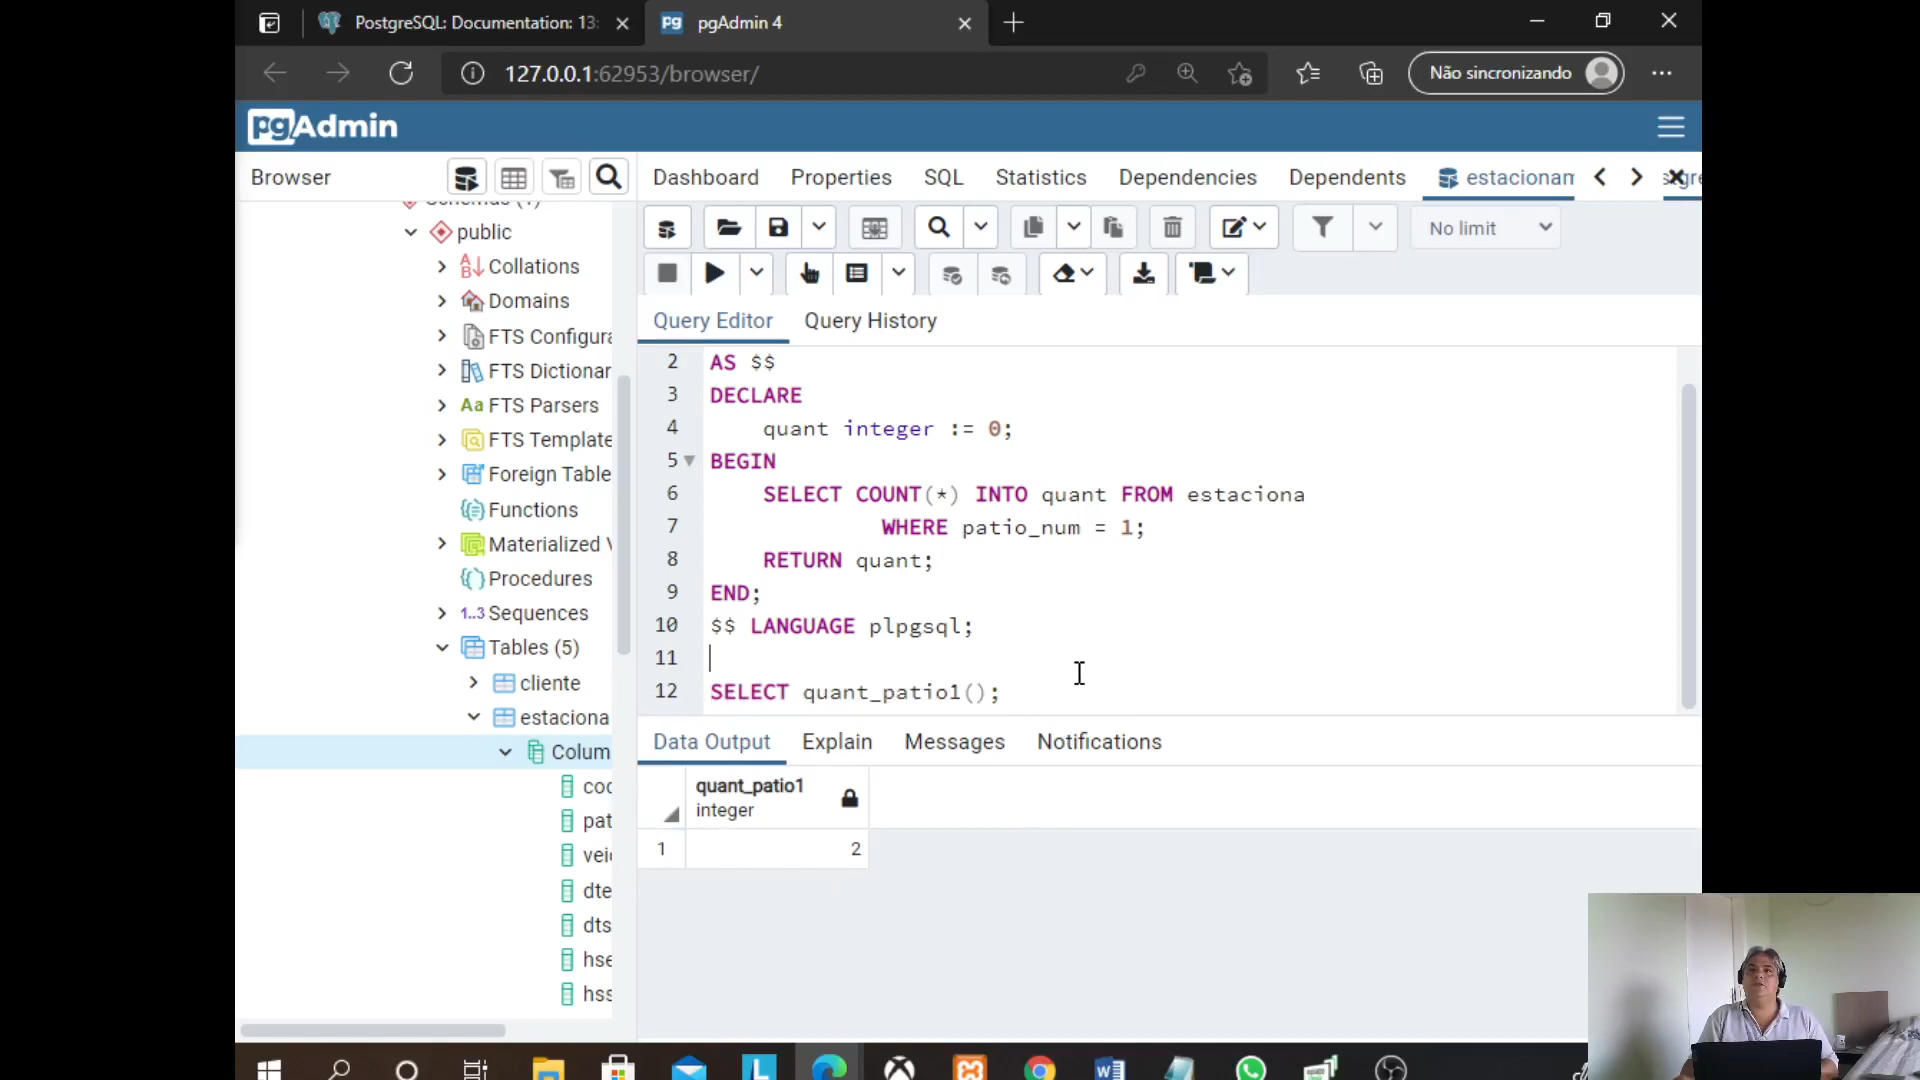 PostgreSQL: Documentation: 13:
pgAdmin 4
127.0.0.1:62953/browser/
Não sincronizando
pgAdmin
Browser
Dashboard Properties SQL Statistics Dependencies Dependents estacionam
No limit
Query Editor Query History
public
Collations
Domains
FTS Configura
FTS Dictionar
Aa FTS Parsers
FTS Template
Foreign Table
Functions
Materialized V
Procedures
1..3 Sequences
Tables (5)
cliente
estaciona
Colum
coc
pat
veic
dte
dts
hse
hss
2 AS $$
3 DECLARE
4 quant integer := 0;
5 BEGIN
6 SELECT COUNT(*) INTO quant FROM estaciona
7 WHERE patio_num = 1;
8 RETURN quant;
9 END;
10 $$ LANGUAGE plpgsql;
11
12 SELECT quant_patio1();
Data Output Explain Messages Notifications
quant_patio1
integer
1 2